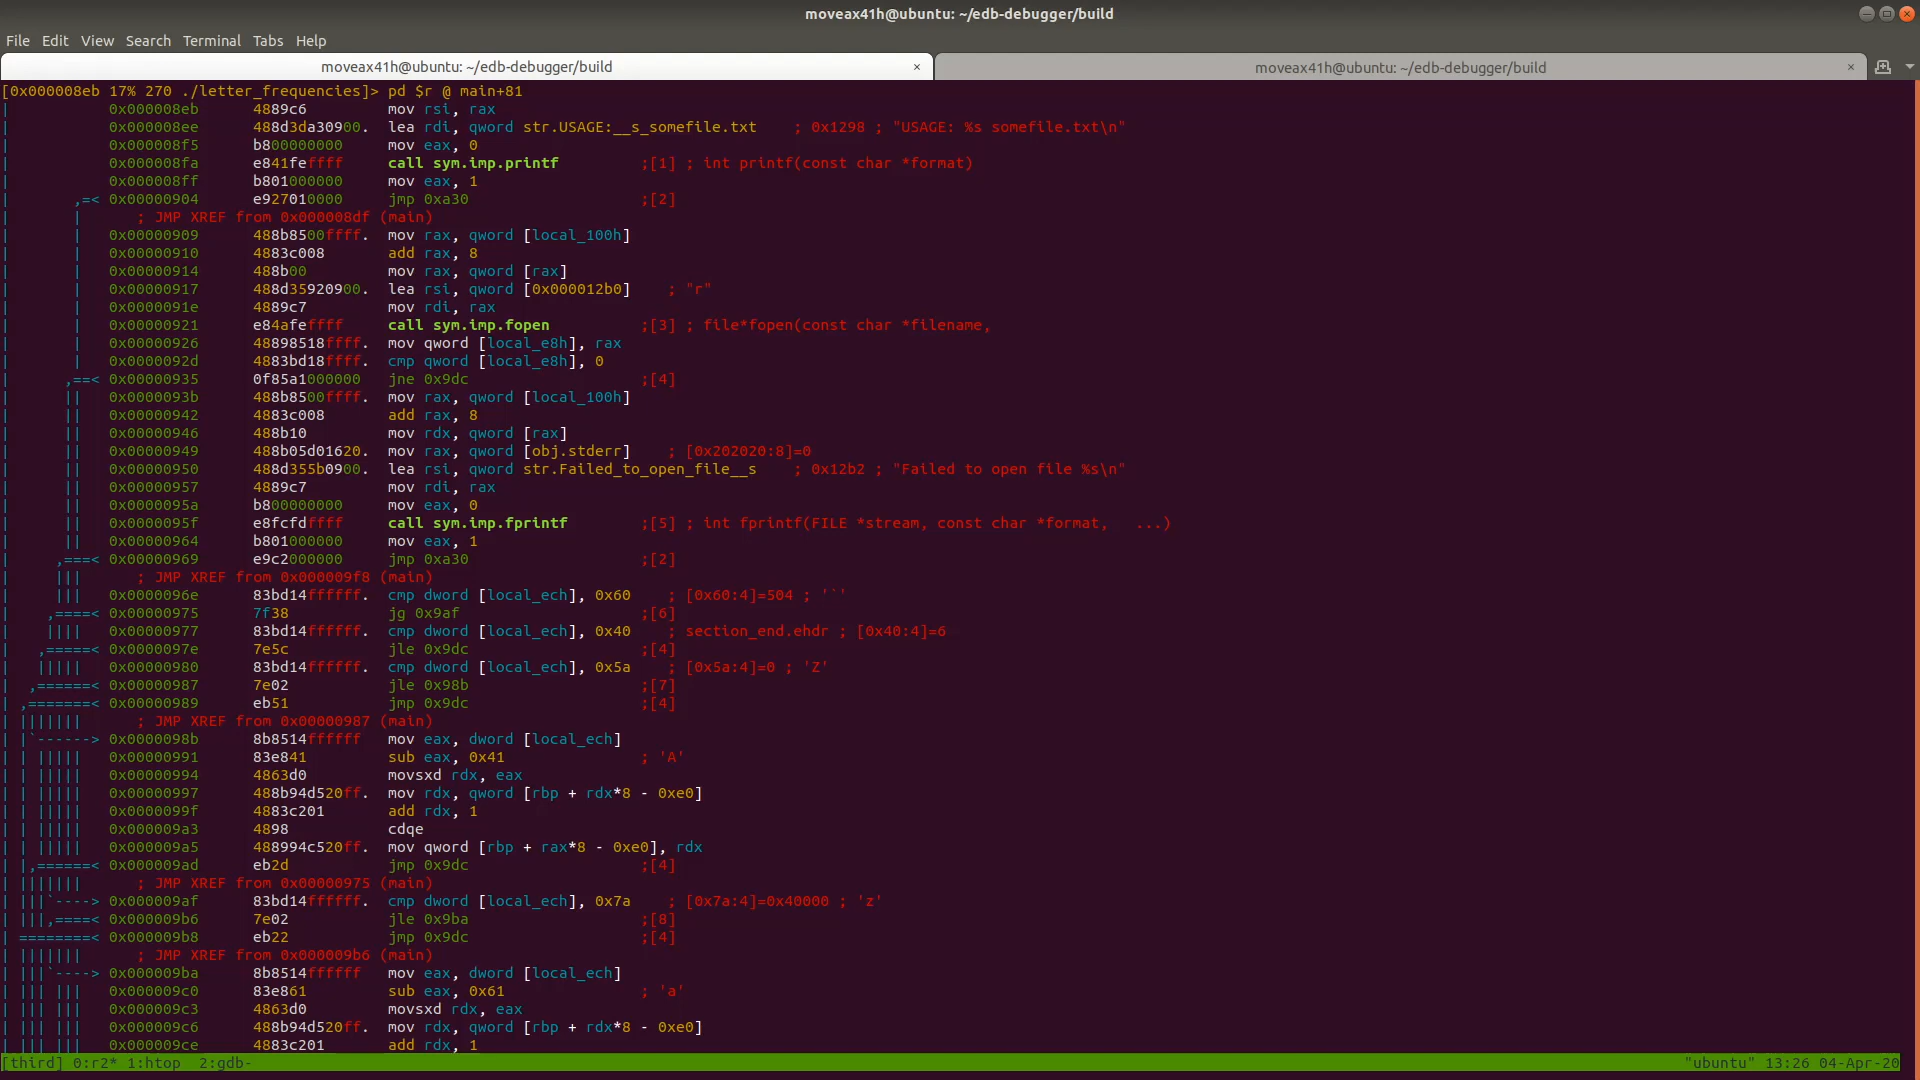 moveax41h@ubuntu: ~/edb-debugger/build
File Edit View Search Terminal Tabs Help
moveax41h@ubuntu: ~/edb-debugger/build × moveax41h@ubuntu: ~/edb-debugger/build ×
[0x000008eb 17% 270 ./letter_frequencies]> pd $r @ main+81
|           0x000008eb      4889c6         mov rsi, rax
|           0x000008ee      488d3da30900.  lea rdi, qword str.USAGE:__s_somefile.txt    ; 0x1298 ; "USAGE: %s somefile.txt\n"
|           0x000008f5      b800000000     mov eax, 0
|           0x000008fa      e841feffff     call sym.imp.printf         ;[1] ; int printf(const char *format)
|           0x000008ff      b801000000     mov eax, 1
|       ,=< 0x00000904      e927010000     jmp 0xa30                   ;[2]
|       |      ; JMP XREF from 0x000008df (main)
|       |   0x00000909      488b8500ffff.  mov rax, qword [local_100h]
|       |   0x00000910      4883c008       add rax, 8
|       |   0x00000914      488b00         mov rax, qword [rax]
|       |   0x00000917      488d35920900.  lea rsi, qword [0x000012b0]    ; "r"
|       |   0x0000091e      4889c7         mov rdi, rax
|       |   0x00000921      e84afeffff     call sym.imp.fopen          ;[3] ; file*fopen(const char *filename,
|       |   0x00000926      48898518ffff.  mov qword [local_e8h], rax
|       |   0x0000092d      4883bd18ffff.  cmp qword [local_e8h], 0
|      ,==< 0x00000935      0f85a1000000   jne 0x9dc                   ;[4]
|      ||   0x0000093b      488b8500ffff.  mov rax, qword [local_100h]
|      ||   0x00000942      4883c008       add rax, 8
|      ||   0x00000946      488b10         mov rdx, qword [rax]
|      ||   0x00000949      488b05d01620.  mov rax, qword [obj.stderr]    ; [0x202020:8]=0
|      ||   0x00000950      488d355b0900.  lea rsi, qword str.Failed_to_open_file__s    ; 0x12b2 ; "Failed to open file %s\n"
|      ||   0x00000957      4889c7         mov rdi, rax
|      ||   0x0000095a      b800000000     mov eax, 0
|      ||   0x0000095f      e8fcfdffff     call sym.imp.fprintf        ;[5] ; int fprintf(FILE *stream, const char *format,   ...)
|      ||   0x00000964      b801000000     mov eax, 1
|     ,===< 0x00000969      e9c2000000     jmp 0xa30                   ;[2]
|     |||      ; JMP XREF from 0x000009f8 (main)
|     |||   0x0000096e      83bd14ffffff.  cmp dword [local_ech], 0x60    ; [0x60:4]=504 ; '`'
|    ,====< 0x00000975      7f38           jg 0x9af                    ;[6]
|    ||||   0x00000977      83bd14ffffff.  cmp dword [local_ech], 0x40    ; section_end.ehdr ; [0x40:4]=6
|   ,=====< 0x0000097e      7e5c           jle 0x9dc                   ;[4]
|   |||||   0x00000980      83bd14ffffff.  cmp dword [local_ech], 0x5a    ; [0x5a:4]=0 ; 'Z'
|  ,======< 0x00000987      7e02           jle 0x98b                   ;[7]
| ,=======< 0x00000989      eb51           jmp 0x9dc                   ;[4]
| |||||||      ; JMP XREF from 0x00000987 (main)
| |`------> 0x0000098b      8b8514ffffff   mov eax, dword [local_ech]
| | |||||   0x00000991      83e841         sub eax, 0x41               ; 'A'
| | |||||   0x00000994      4863d0         movsxd rdx, eax
| | |||||   0x00000997      488b94d520ff.  mov rdx, qword [rbp + rdx*8 - 0xe0]
| | |||||   0x0000099f      4883c201       add rdx, 1
| | |||||   0x000009a3      4898           cdqe
| | |||||   0x000009a5      488994c520ff.  mov qword [rbp + rax*8 - 0xe0], rdx
| |,======< 0x000009ad      eb2d           jmp 0x9dc                   ;[4]
| |||||||      ; JMP XREF from 0x00000975 (main)
| |||`----> 0x000009af      83bd14ffffff.  cmp dword [local_ech], 0x7a    ; [0x7a:4]=0x40000 ; 'z'
| |||,====< 0x000009b6      7e02           jle 0x9ba                   ;[8]
| ========< 0x000009b8      eb22           jmp 0x9dc                   ;[4]
| |||||||      ; JMP XREF from 0x000009b6 (main)
| |||`----> 0x000009ba      8b8514ffffff   mov eax, dword [local_ech]
| ||| |||   0x000009c0      83e861         sub eax, 0x61               ; 'a'
| ||| |||   0x000009c3      4863d0         movsxd rdx, eax
| ||| |||   0x000009c6      488b94d520ff.  mov rdx, qword [rbp + rdx*8 - 0xe0]
| ||| |||   0x000009ce      4883c201       add rdx, 1
[third] 0:r2* 1:htop  2:gdb- "ubuntu" 13:26 04-Apr-20